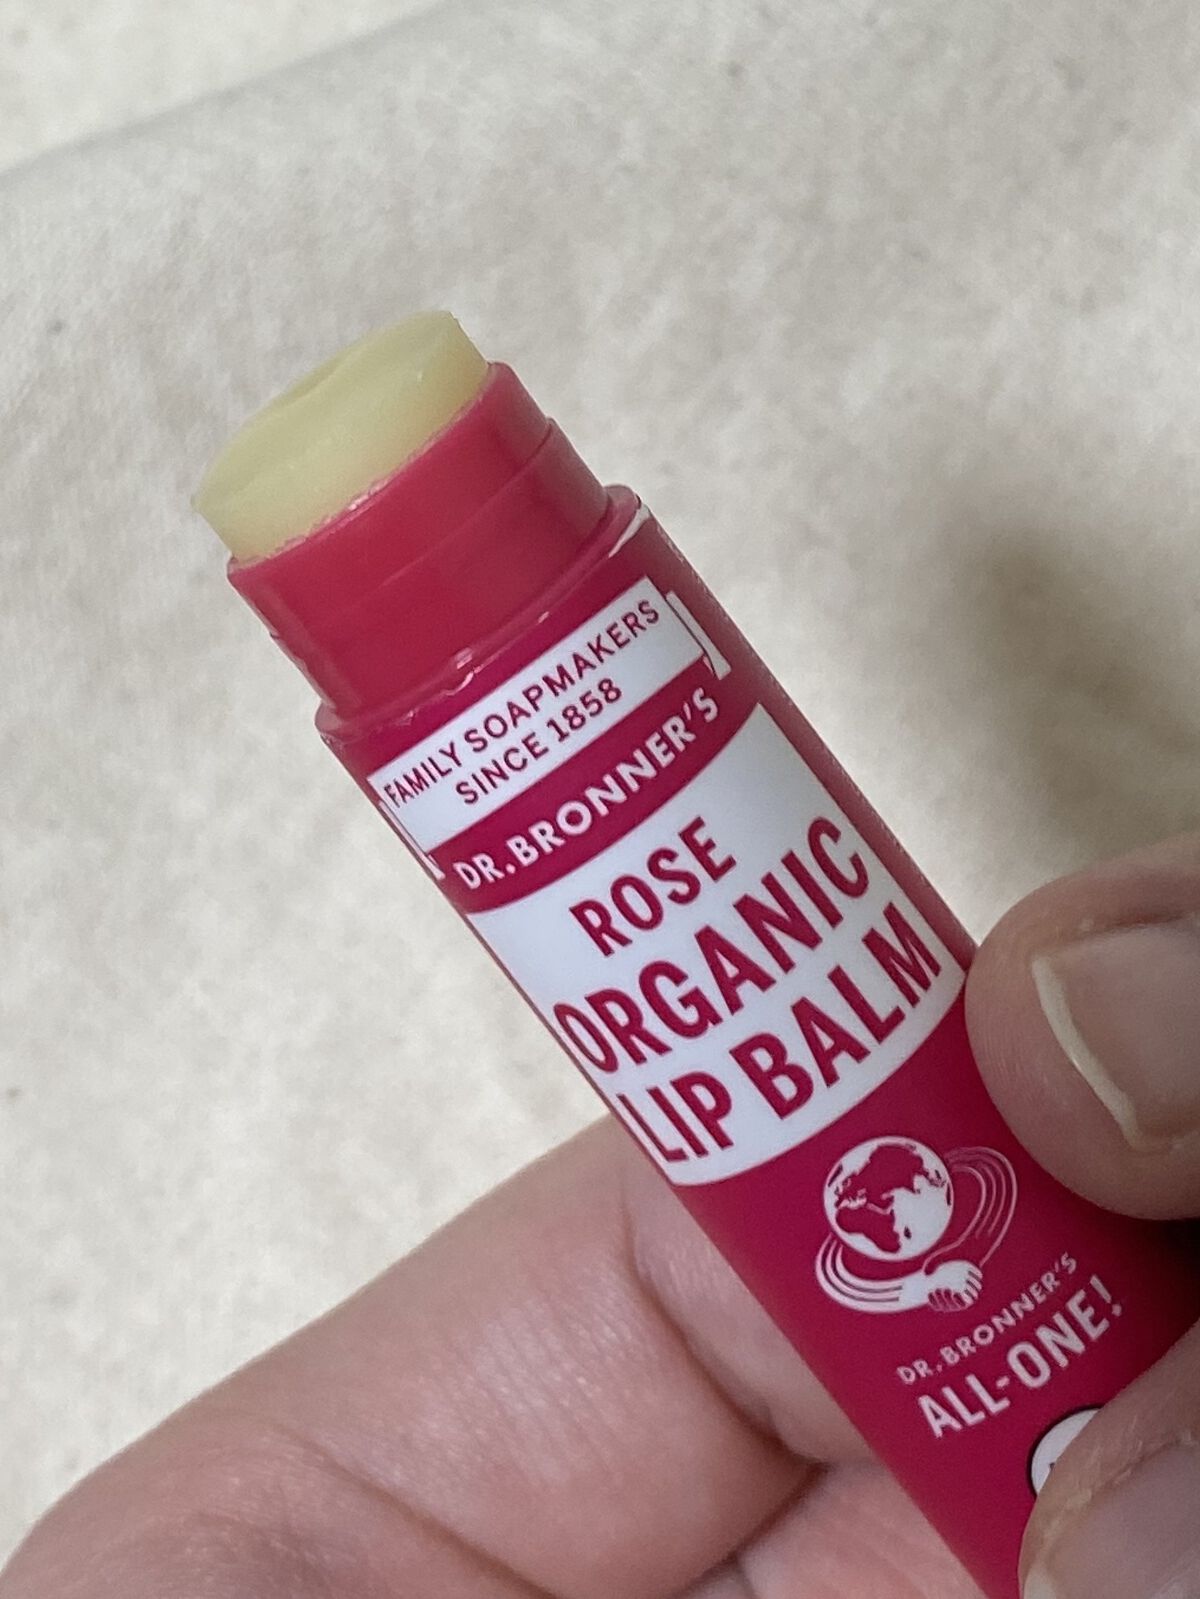 FAMILY SOAPMAKERS
SINCE 1858
DR. BRONNER'S
ROSE
ORGANIC
LIP BALM
DR. BRONNER'S
ALL-ONE!